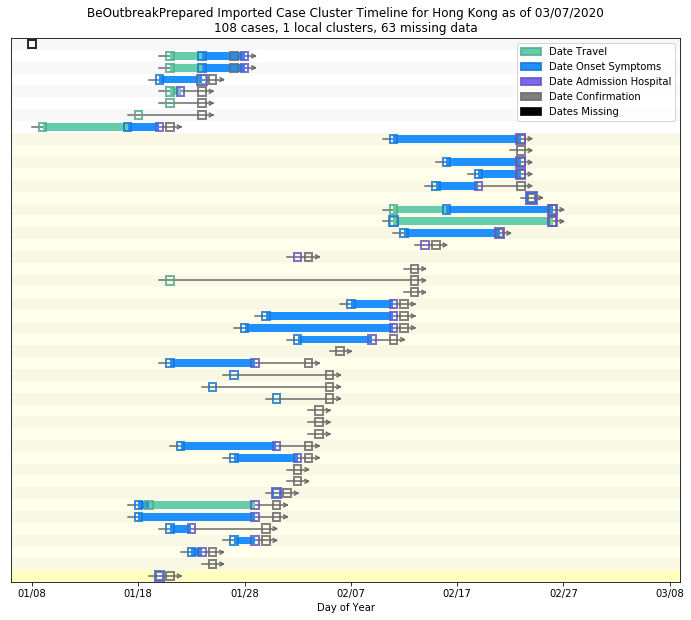 BeOutbreakPrepared Imported Case Cluster Timeline for Hong Kong as of 03/07/2020
108 cases, 1 local clusters, 63 missing data
Date Travel
Date Onset Symptoms
Date Admission Hospital
Date Confirmation
Dates Missing
01/08 01/18 01/28 02/07 02/17 02/27 03/08
Day of Year